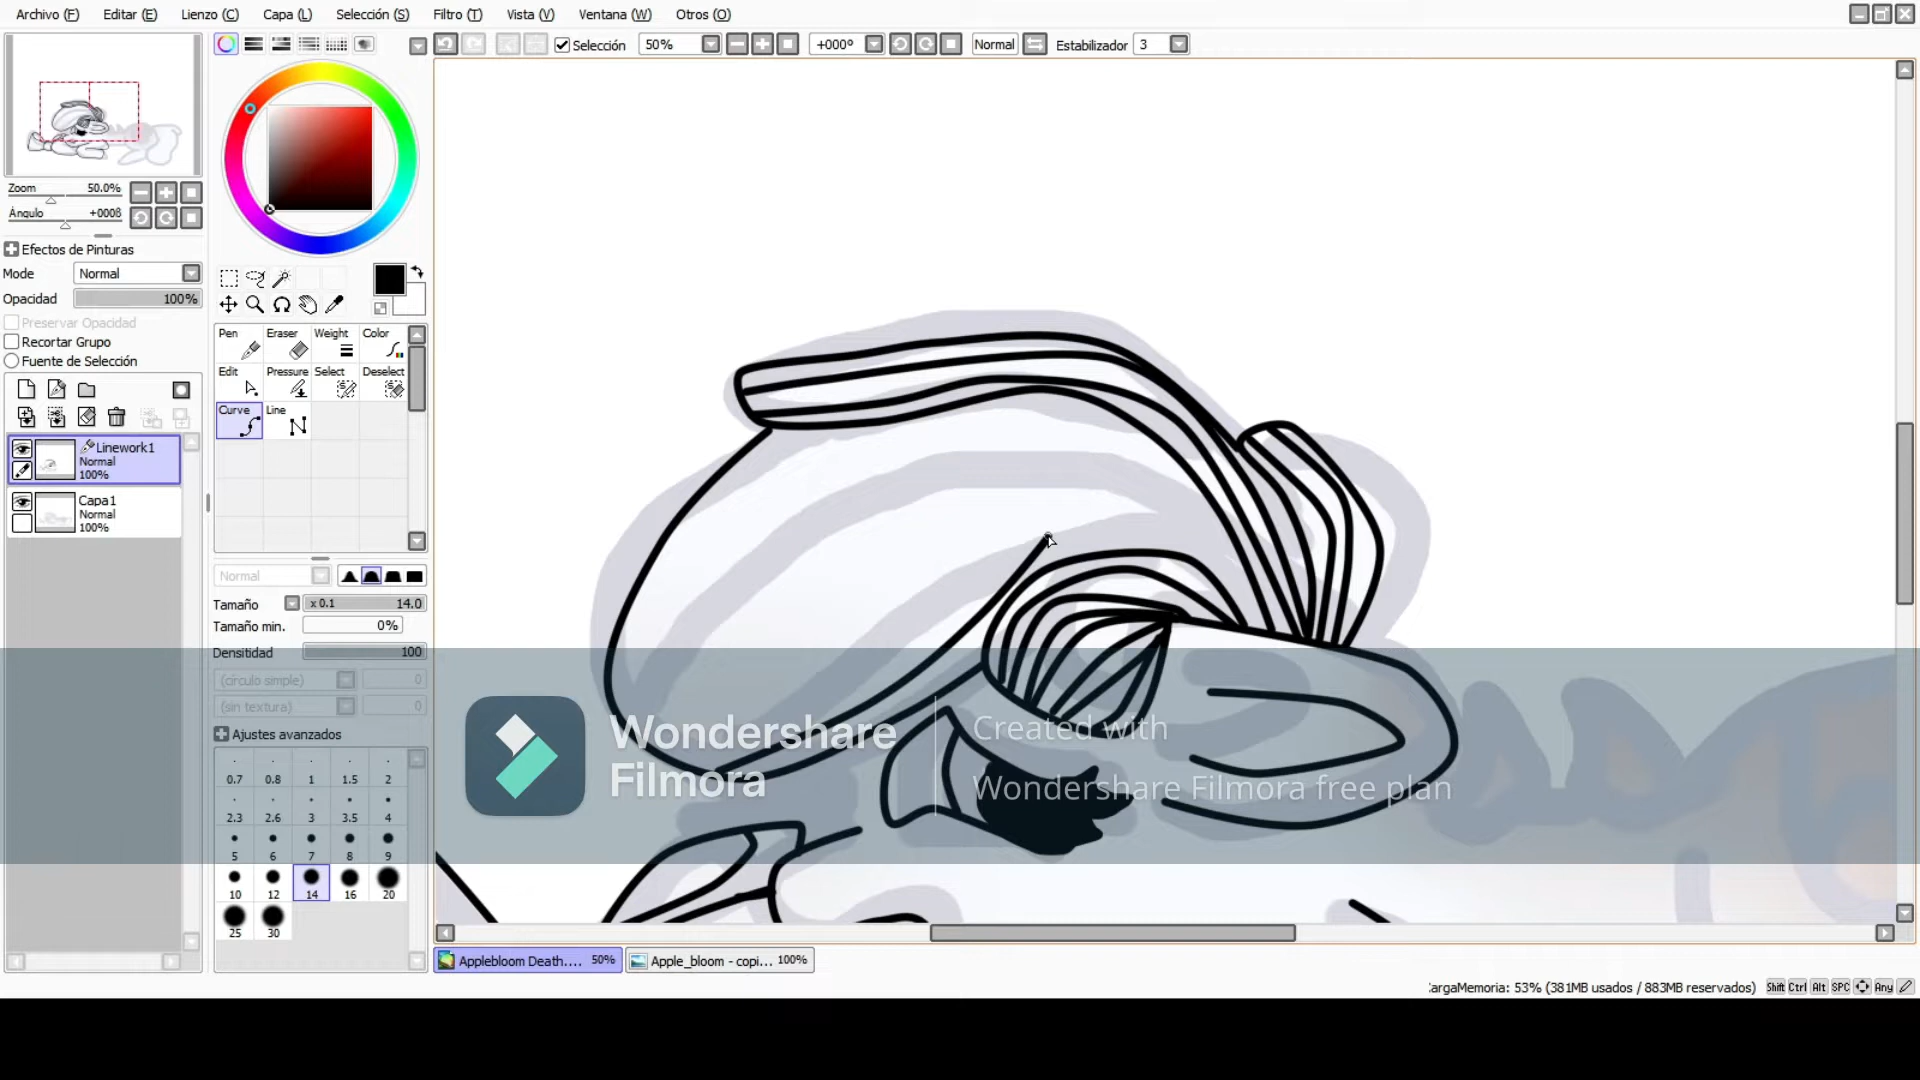 Archivo (F) Editar (E) Lienzo (C) Capa (L) Selección (S) Filtro (T) Vista (V) Ventana (W) Otros (O)
Selección 50% +000º Normal Estabilizador 3
Zoom 50.0%
Ángulo +000
Efectos de Pinturas
Mode Normal
Opacidad 100%
Preservar Opacidad
Recortar Grupo
Fuente de Selección
Linework1
Normal
100%
Capa1
Normal
100%
Pen Eraser Weight Color
Edit Pressure Select Deselect
Curve Line
Normal
Tamaño x 0.1 14.0
Tamaño min. 0%
Densitidad 100
(círculo simple) 0
(sin textura) 0
Ajustes avanzados
0.7 0.8 1 1.5 2
2.3 2.6 3 3.5 4
5 6 7 8 9
10 12 14 16 20
25 30
Wondershare
Filmora
Created with
Wondershare Filmora free plan
Applebloom Death.... 50% Apple_bloom - copi... 100%
argaMemoria: 53% (381MB usados / 883MB reservados) Shift Ctrl Alt SPC Any